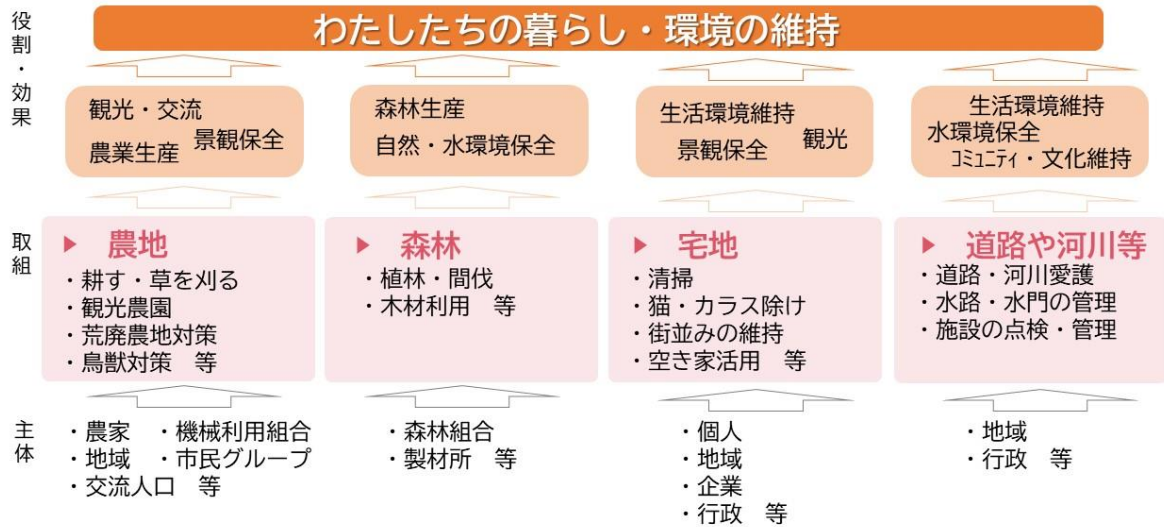 役割・効果
わたしたちの暮らし・環境の維持
観光・交流
農業生産 景観保全
森林生産
自然・水環境保全
生活環境維持
景観保全 観光
生活環境維持
水環境保全
ｺﾐｭﾆﾃｨ・文化維持
取組
▶ 農地
・耕す・草を刈る
・観光農園
・荒廃農地対策
・鳥獣対策　等
▶ 森林
・植林・間伐
・木材利用　等
▶ 宅地
・清掃
・猫・カラス除け
・街並みの維持
・空き家活用　等
▶ 道路や河川等
・道路・河川愛護
・水路・水門の管理
・施設の点検・管理
主体
・農家　・機械利用組合
・地域　・市民グループ
・交流人口　等
・森林組合
・製材所　等
・個人
・地域
・企業
・行政　等
・地域
・行政　等